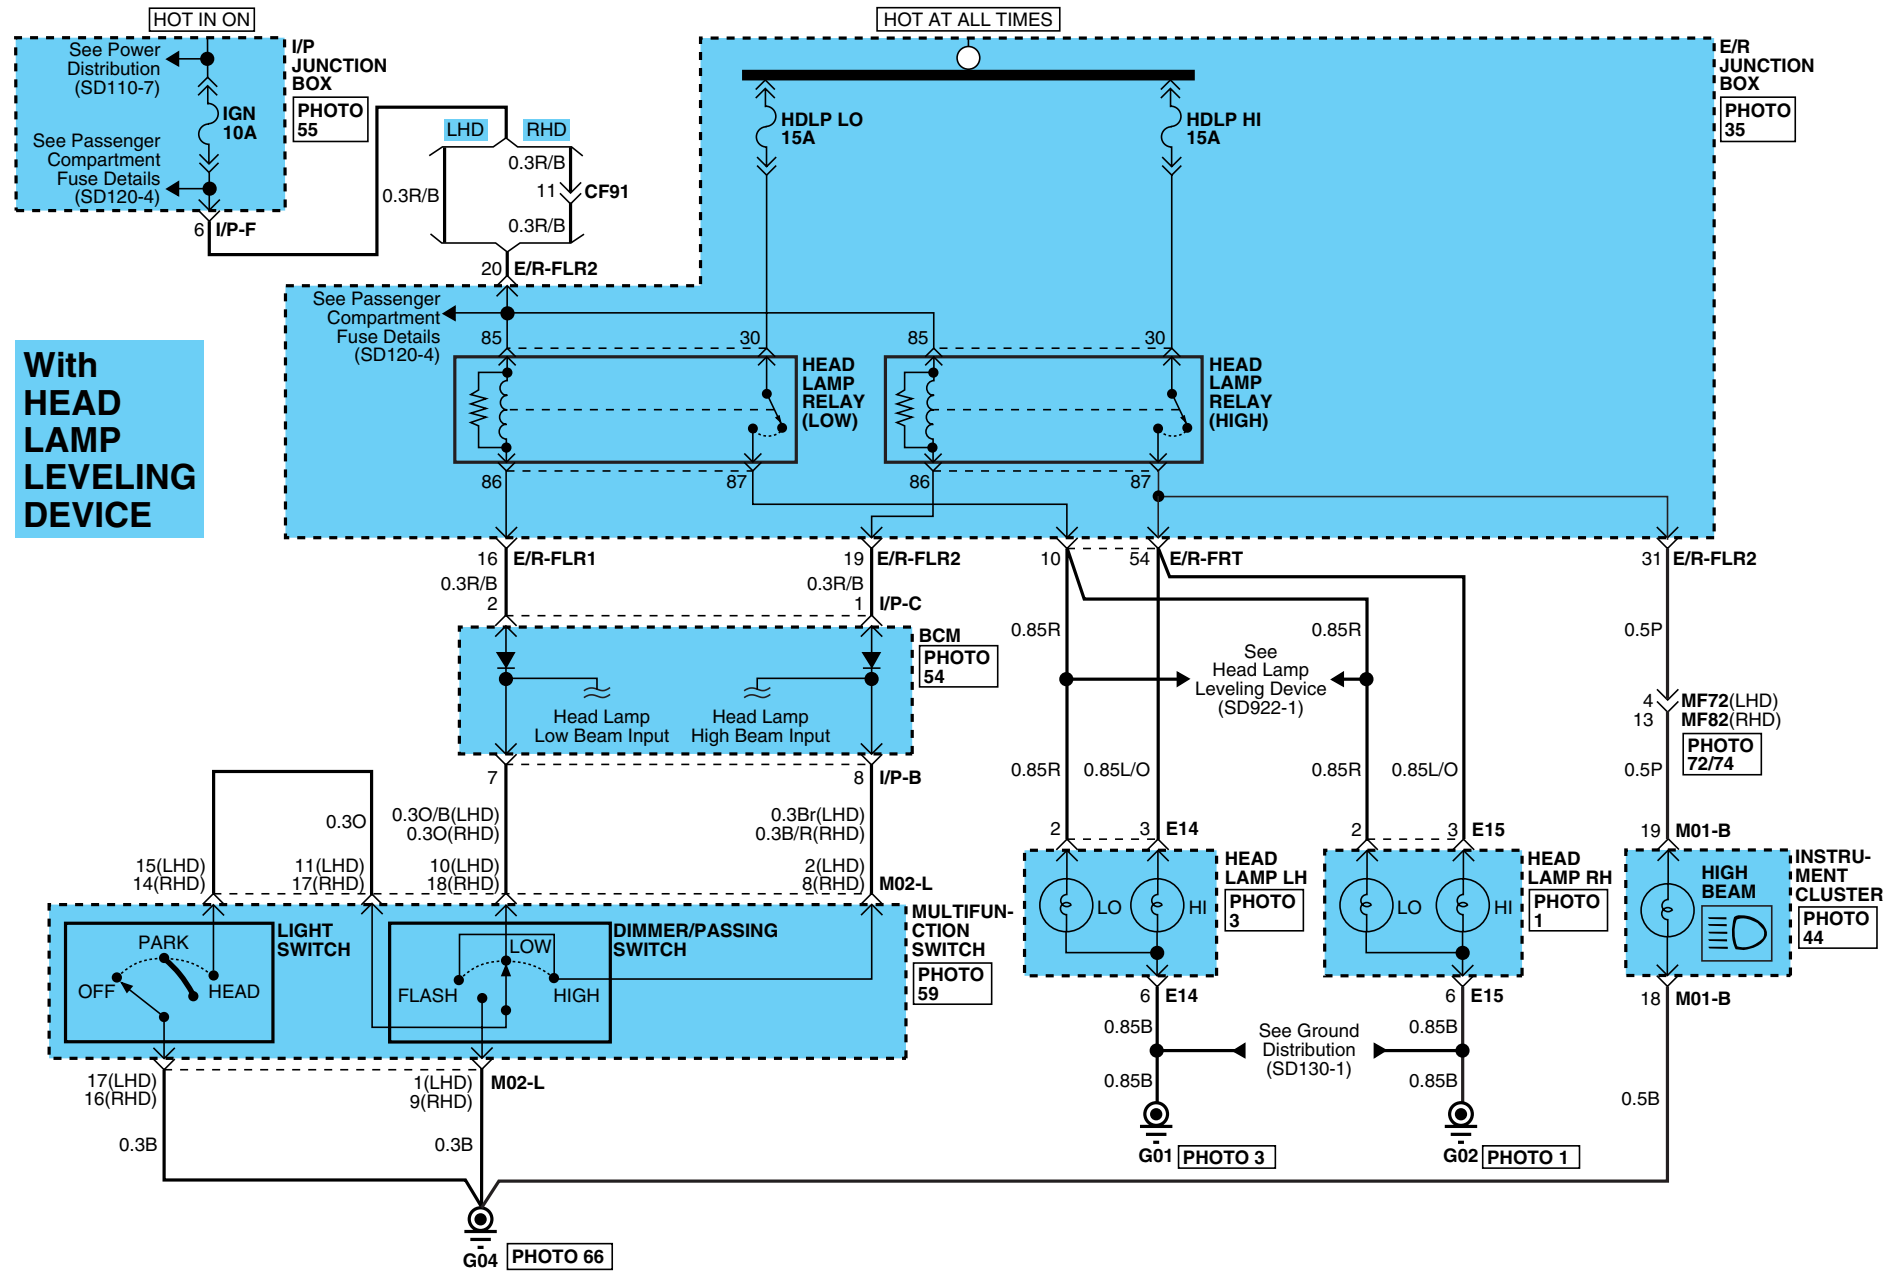 HOT IN ON
HOT AT ALL TIMES
See Power
Distribution
(SD110-7)
IGN
10A
See Passenger
Compartment
Fuse Details
(SD120-4)
I/P
JUNCTION
BOX
PHOTO
55
6 I/P-F
LHD
RHD
0.3R/B
0.3R/B
11 CF91
0.3R/B
20 E/R-FLR2
HDLP LO
15A
HDLP HI
15A
E/R
JUNCTION
BOX
PHOTO
35
See Passenger
Compartment
Fuse Details
(SD120-4)
85
30
85
30
HEAD
LAMP
RELAY
(LOW)
HEAD
LAMP
RELAY
(HIGH)
86
87
86
87
With
HEAD
LAMP
LEVELING
DEVICE
16 E/R-FLR1
19 E/R-FLR2
10
54 E/R-FRT
31 E/R-FLR2
0.3R/B
0.3R/B
2
1 I/P-C
BCM
PHOTO
54
Head Lamp
Low Beam Input
Head Lamp
High Beam Input
7
8 I/P-B
0.85R
0.85R
See
Head Lamp
Leveling Device
(SD922-1)
0.5P
4 MF72(LHD)
13 MF82(RHD)
PHOTO
72/74
0.85R
0.85L/O
0.85R
0.85L/O
0.5P
0.3O
0.3O/B(LHD)
0.3O(RHD)
0.3Br(LHD)
0.3B/R(RHD)
15(LHD)
14(RHD)
11(LHD)
17(RHD)
10(LHD)
18(RHD)
2(LHD)
8(RHD)
M02-L
2
3 E14
2
3 E15
19 M01-B
LIGHT
SWITCH
PARK
OFF
HEAD
DIMMER/PASSING
SWITCH
LOW
FLASH
HIGH
MULTIFUN-
CTION
SWITCH
PHOTO
59
LO
HI
HEAD
LAMP LH
PHOTO
3
LO
HI
HEAD
LAMP RH
PHOTO
1
HIGH
BEAM
INSTRU-
MENT
CLUSTER
PHOTO
44
6 E14
6 E15
18 M01-B
0.85B
0.85B
See Ground
Distribution
(SD130-1)
0.85B
0.85B
17(LHD)
16(RHD)
1(LHD)
9(RHD)
M02-L
0.3B
0.3B
0.5B
G01 PHOTO 3
G02 PHOTO 1
G04 PHOTO 66